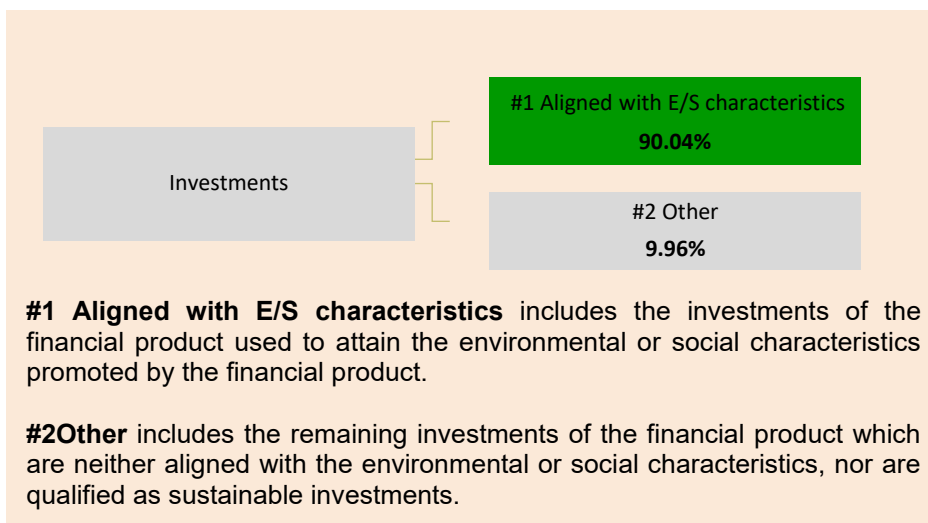 #1 Aligned with E/S characteristics
90.04%
Investments
#2 Other
9.96%
#1 Aligned with E/S characteristics includes the investments of the
financial product used to attain the environmental or social characteristics
promoted by the financial product.
#2Other includes the remaining investments of the financial product which
are neither aligned with the environmental or social characteristics, nor are
qualified as sustainable investments.